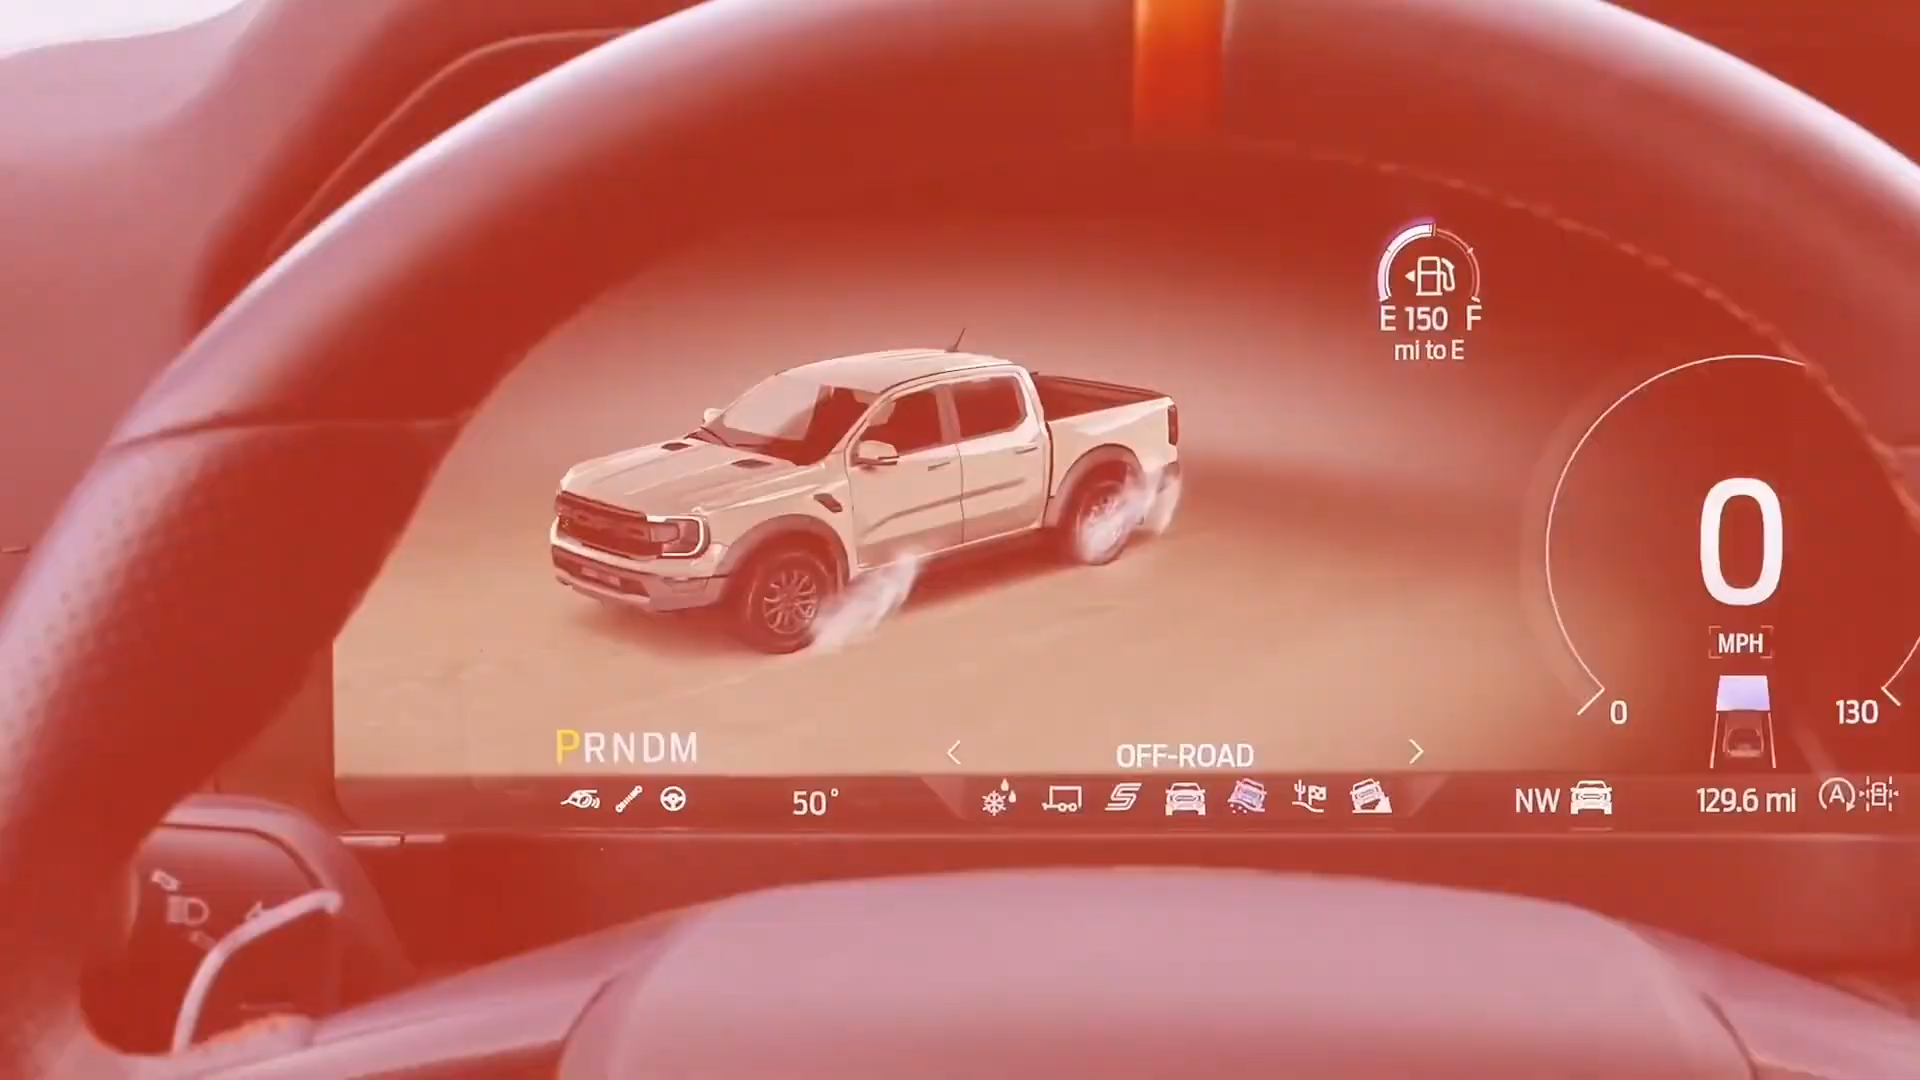 E 150 F
mi to E
0
MPH
0 130
PRNDM
OFF-ROAD
50°
NW
129.6 mi
A